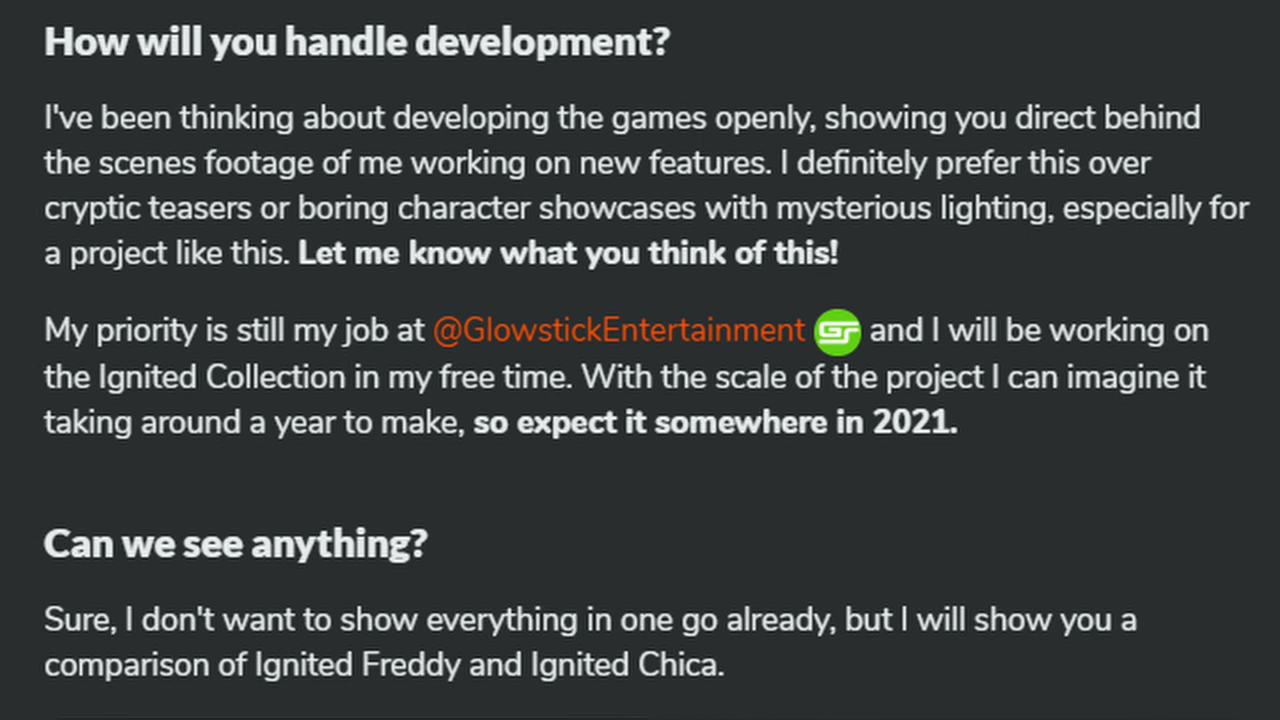 How will you handle development?
I've been thinking about developing the games openly, showing you direct behind
the scenes footage of me working on new features. I definitely prefer this over
cryptic teasers or boring character showcases with mysterious lighting, especially for
a project like this. Let me know what you think of this!
My priority is still my job at @GlowstickEntertainment GS and I will be working on
the Ignited Collection in my free time. With the scale of the project I can imagine it
taking around a year to make, so expect it somewhere in 2021.
Can we see anything?
Sure, I don't want to show everything in one go already, but I will show you a
comparison of Ignited Freddy and Ignited Chica.